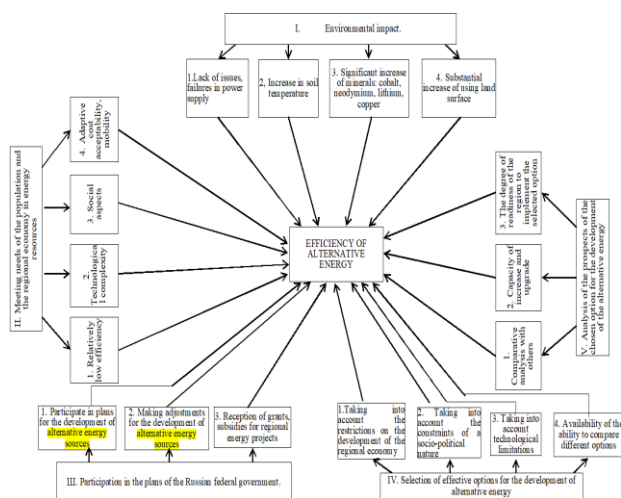 I. Environmental impact.
1.Lack of issues,
failures in power
supply
2, Increase in soil
temperature
3. Significant increase
of minerals: cobalt,
neodymium, lithium,
copper
4. Substantial
increase of using land
surface
II. Meeting needs of the population and
the regional economy in energy
resources
4. Adaptive
cost
acceptability,
mobility
3. Social
aspects
2.
Technologica
l complexity
1. Relatively
low efficiency
EFFICIENCY OF
ALTERNATIVE
ENERGY
3. The degree of
readiness of the
region to
implement the
selected option
2. Capacity of
increase and
upgrade
1.
Comparative
analysis with
others
V. Analysis of the prospects of the
chosen option for the development
of the alternative energy
1. Participate in plans
for the development of
alternative energy
sources
2. Making adjustments
for the development of
alternative energy
sources
3. Reception of grants,
subsidies for regional
energy projects
III. Participation in the plans of the Russian federal government.
1.Taking into
account the
restrictions on the
development of the
regional economy
2. Taking into
account the
constraints of a
socio-political
nature
3. Taking
into account
technological
limitations
4. Availability of the
ability to compare
different options
IV. Selection of effective options for the development of
alternative energy